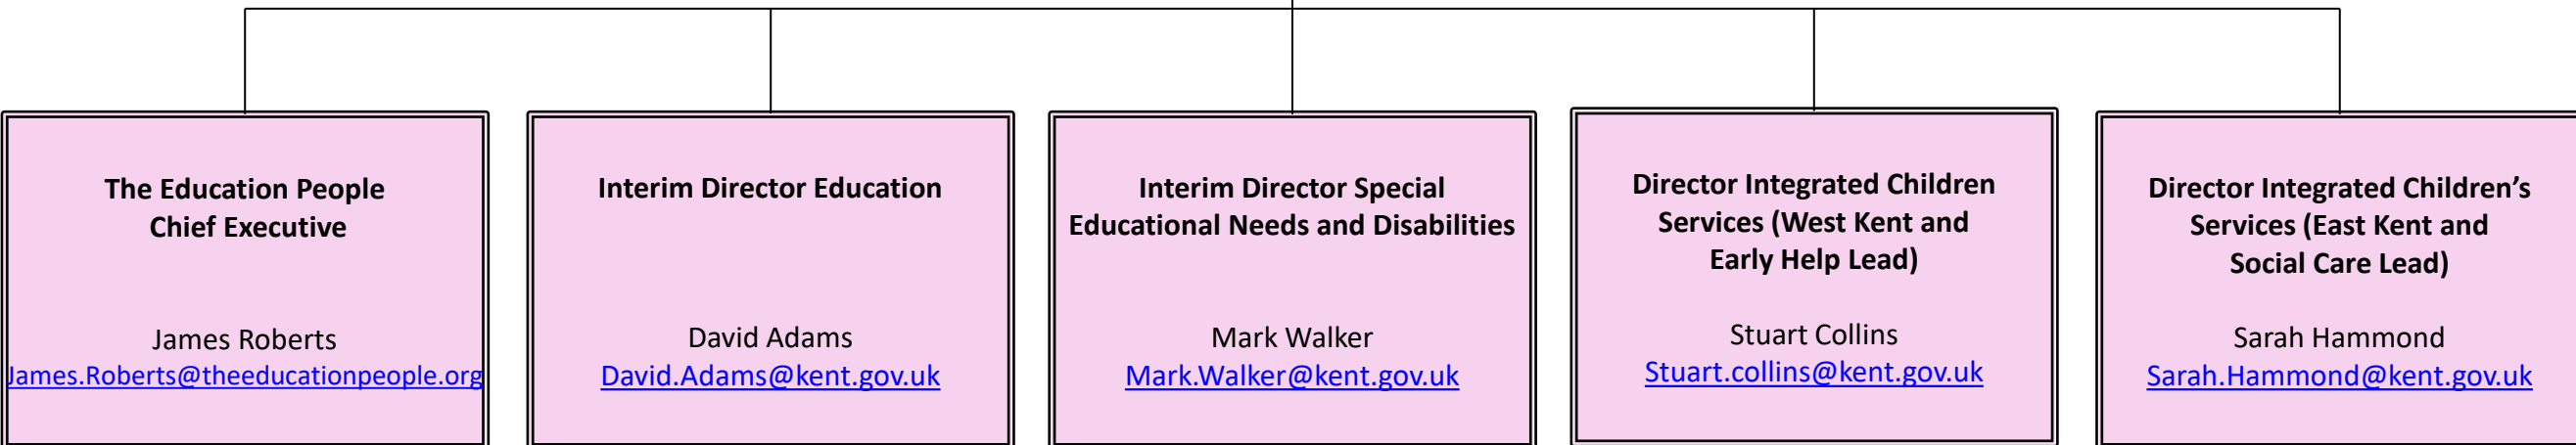 The Education People
Chief Executive
James Roberts
James.Roberts@theeducationpeople.org
Interim Director Education
David Adams
David.Adams@kent.gov.uk
Interim Director Special
Educational Needs and Disabilities
Mark Walker
Mark.Walker@kent.gov.uk
Director Integrated Children
Services (West Kent and
Early Help Lead)
Stuart Collins
Stuart.collins@kent.gov.uk
Director Integrated Children’s
Services (East Kent and
Social Care Lead)
Sarah Hammond
Sarah.Hammond@kent.gov.uk